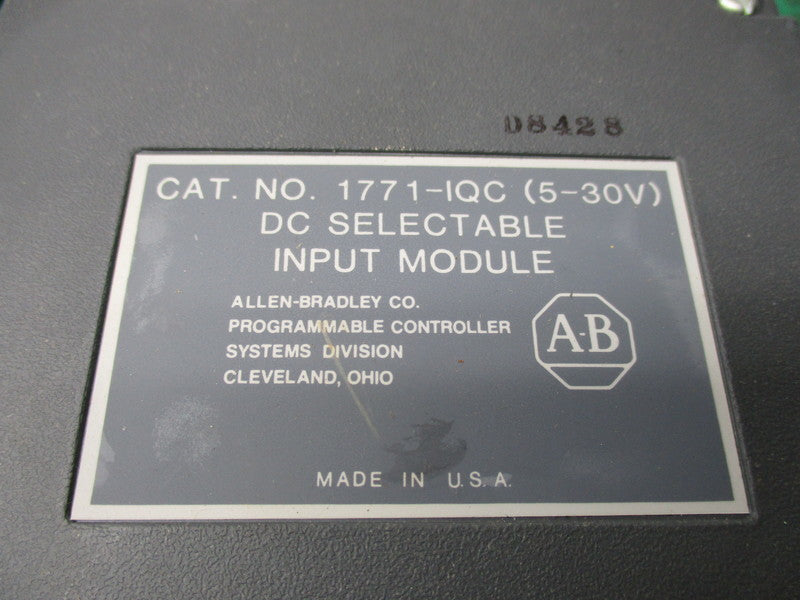 D8428
CAT. NO. 1771-IQC (5-30V)
DC SELECTABLE
INPUT MODULE
ALLEN-BRADLEY CO.
PROGRAMMABLE CONTROLLER
SYSTEMS DIVISION
CLEVELAND, OHIO
A-B
MADE IN U.S.A.